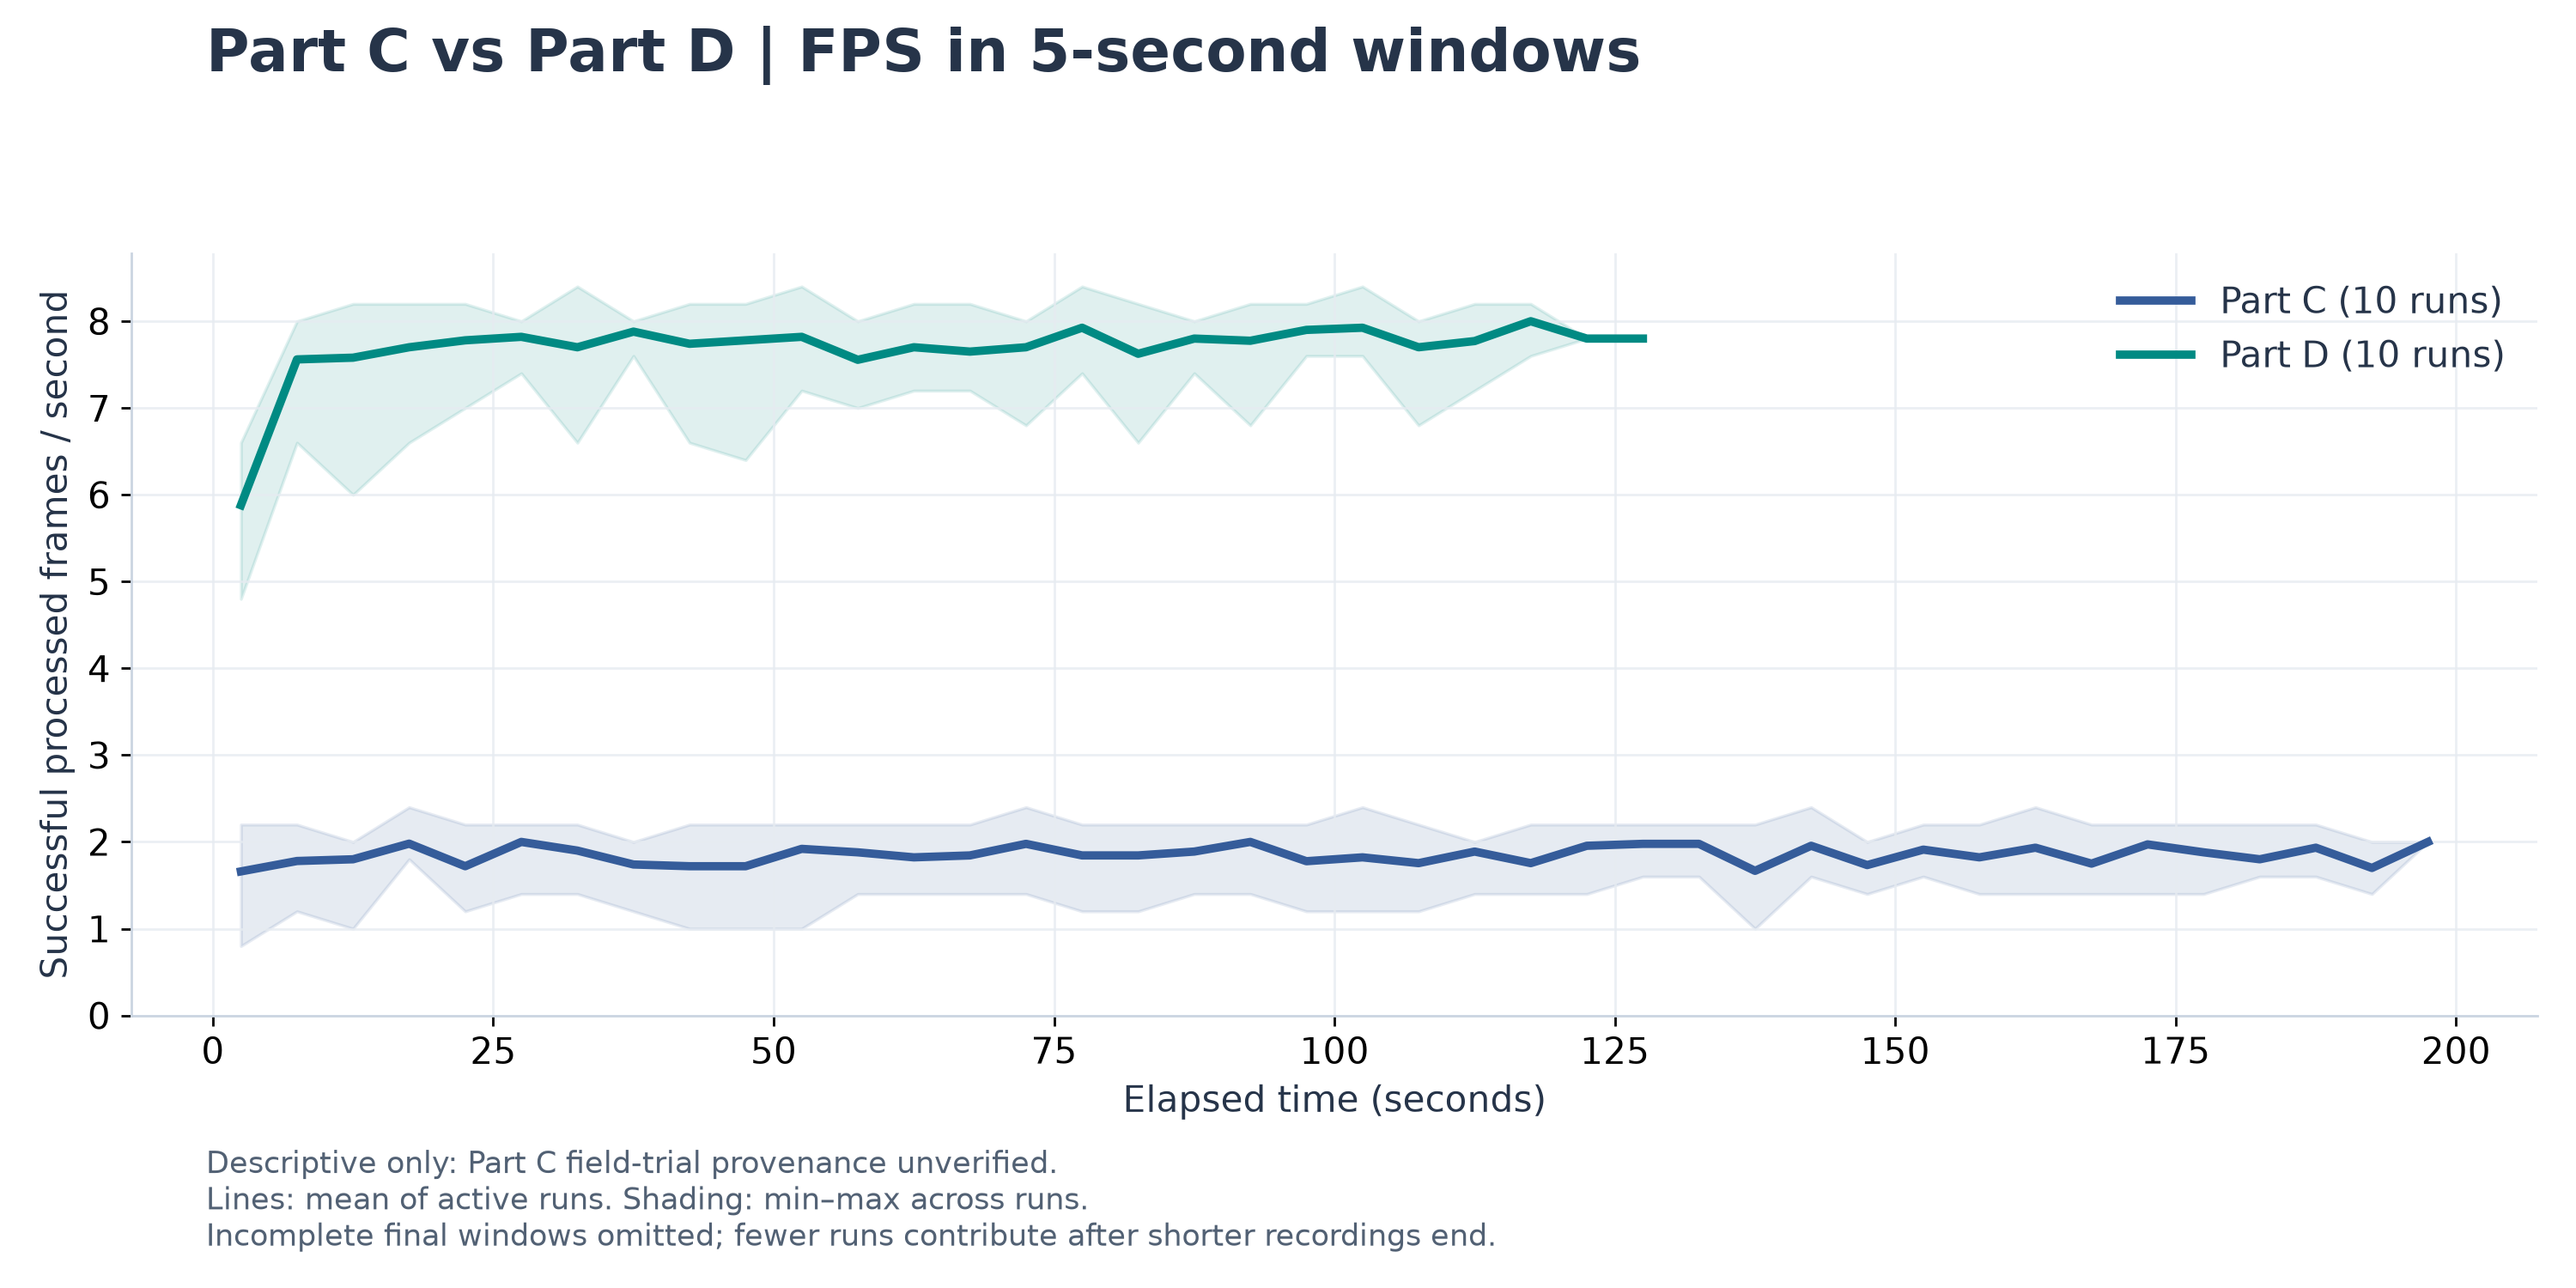 Part C vs Part D | FPS in 5-second windows
Successful processed frames / second
8
7
6
5
4
3
2
1
0
Part C (10 runs)
Part D (10 runs)
0 25 50 75 100 125 150 175 200
Elapsed time (seconds)
Descriptive only: Part C field-trial provenance unverified.
Lines: mean of active runs. Shading: min–max across runs.
Incomplete final windows omitted; fewer runs contribute after shorter recordings end.